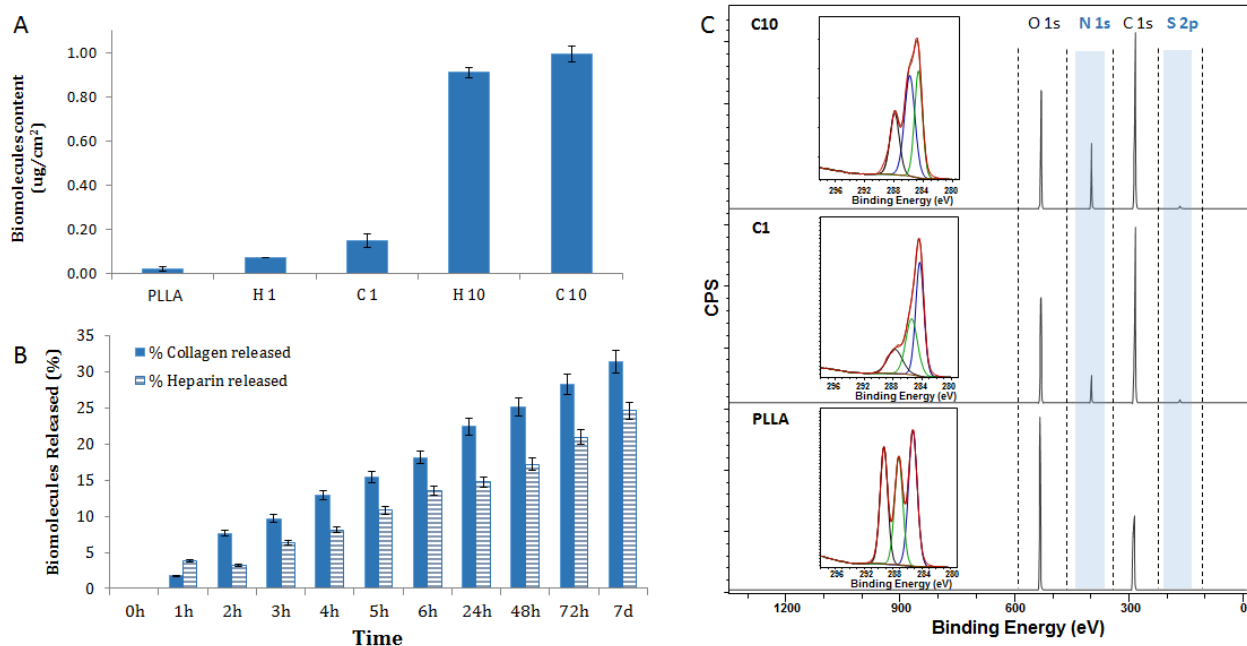 A
Biomolecules content
(ug/cm²)
1.00
0.80
0.60
0.40
0.20
0.00
PLLA H 1 C 1 H 10 C 10
B
Biomolecules Released (%)
35
30
25
20
15
10
5
0
% Collagen released
% Heparin released
0h 1h 2h 3h 4h 5h 6h 24h 48h 72h 7d
Time
C
C10
O 1s N 1s C 1s S 2p
296 292 288 284 280
Binding Energy (eV)
C1
296 292 288 284 280
Binding Energy (eV)
CPS
PLLA
296 292 288 284 280
Binding Energy (eV)
1200 900 600 300 0
Binding Energy (eV)